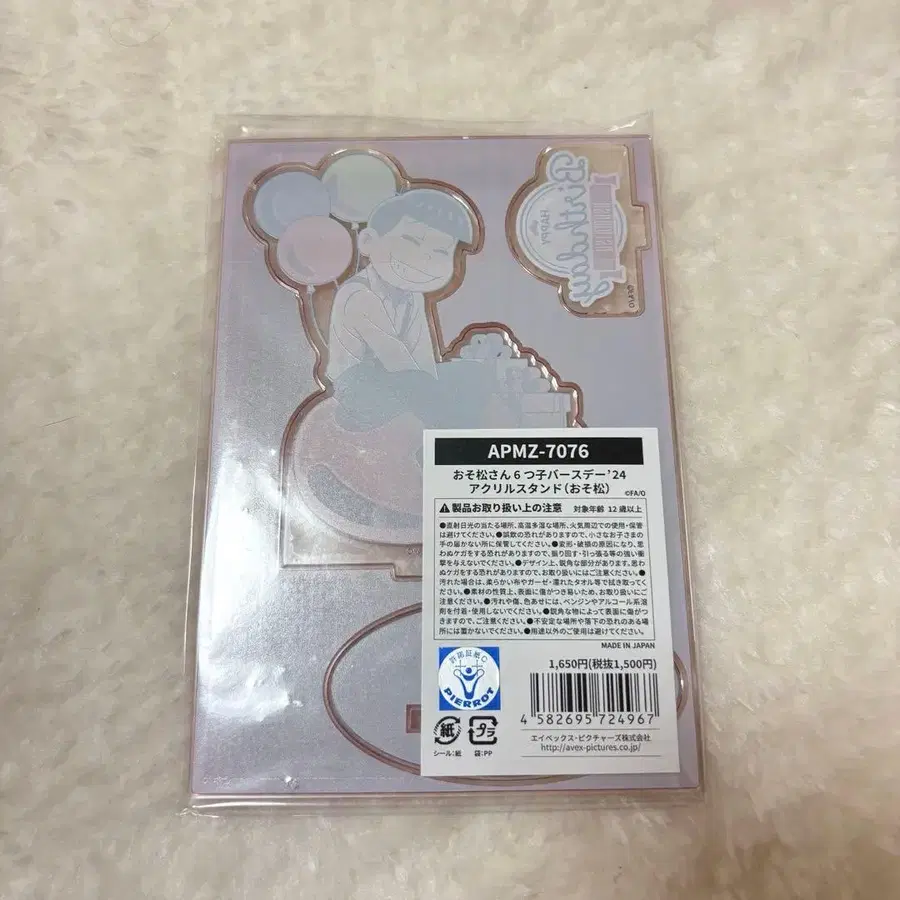 Birthday
HAPPY
©FA/O
APMZ-7076
おそ松さん6つ子バースデー'24
アクリルスタンド(おそ松)
©FA/O
⚠製品お取り扱い上の注意 対象年齢 12歳以上
●直射日光の当たる場所、高温多湿な場所、火気周辺での使用・保管
は避けてください。●誤飲の恐れがありますので、小さなお子さまの
手の届かない所に保管してください。●変形・破損の原因になり、思
わぬケガをする恐れがありますので、振り回す・引っ張る等の強い衝
撃を与えないでください。●デザイン上、鋭角な部分があります。思わ
ぬケガをする恐れがありますので、お取り扱いにはご注意ください。●
汚れた場合は、柔らかい布やガーゼ・濡れたタオル等で拭き取ってく
ださい。●素材の性質上、表面に傷がつき易いため、お取り扱いにご
注意ください。●汚れや傷、色あせには、ベンジンやアルコール系溶
剤を付着・使用しないでください。●鋭角な物によって表面に傷がつ
きますので、ご注意ください。●不安定な場所や落下の恐れのある場
所には置かないでください。●用途以外のご使用は避けてください。
MADE IN JAPAN
許諾証紙C
PIERROT
1,650円(税抜1,500円)
4 582695 724967
紙
プラ
シール:紙
袋:PP
エイベックス・ピクチャーズ株式会社
http://avex-pictures.co.jp/